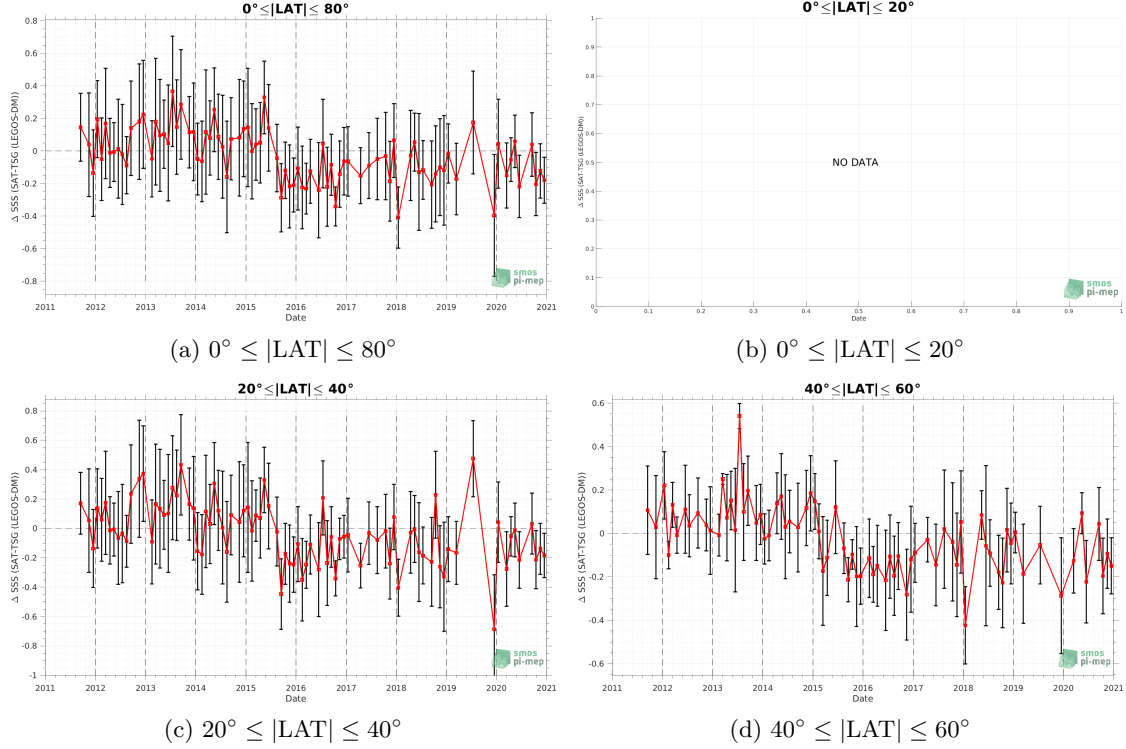 0°≤|LAT|≤ 80°
Δ SSS (SAT-TSG (LEGOS-DM))
0.8
0.6
0.4
0.2
0
-0.2
-0.4
-0.6
-0.8
2011 2012 2013 2014 2015 2016 2017 2018 2019 2020 2021
Date
smos
pi-mep
(a) 0° ≤ |LAT| ≤ 80°
0°≤|LAT|≤ 20°
Δ SSS (SAT-TSG (LEGOS-DM))
1
0.9
0.8
0.7
0.6
0.5
0.4
0.3
0.2
0.1
0
NO DATA
0 0.1 0.2 0.3 0.4 0.5 0.6 0.7 0.8 0.9 1
Date
smos
pi-mep
(b) 0° ≤ |LAT| ≤ 20°
20°≤|LAT|≤ 40°
Δ SSS (SAT-TSG (LEGOS-DM))
0.8
0.6
0.4
0.2
0
-0.2
-0.4
-0.6
-0.8
-1
2011 2012 2013 2014 2015 2016 2017 2018 2019 2020 2021
Date
smos
pi-mep
(c) 20° ≤ |LAT| ≤ 40°
40°≤|LAT|≤ 60°
Δ SSS (SAT-TSG (LEGOS-DM))
0.6
0.4
0.2
0
-0.2
-0.4
-0.6
2011 2012 2013 2014 2015 2016 2017 2018 2019 2020 2021
Date
smos
pi-mep
(d) 40° ≤ |LAT| ≤ 60°